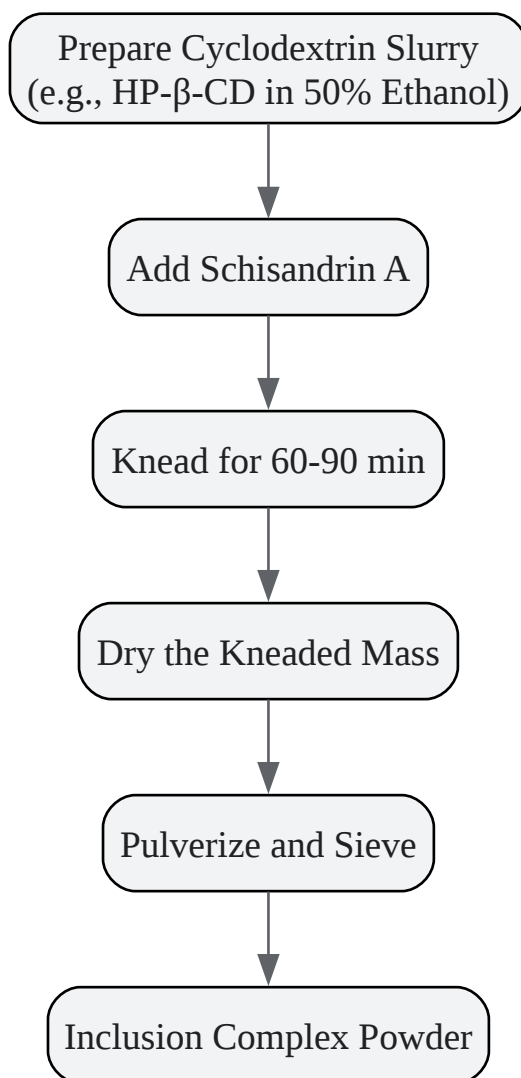 Prepare Cyclodextrin Slurry
(e.g., HP-β-CD in 50% Ethanol)
Add Schisandrin A
Knead for 60-90 min
Dry the Kneaded Mass
Pulverize and Sieve
Inclusion Complex Powder